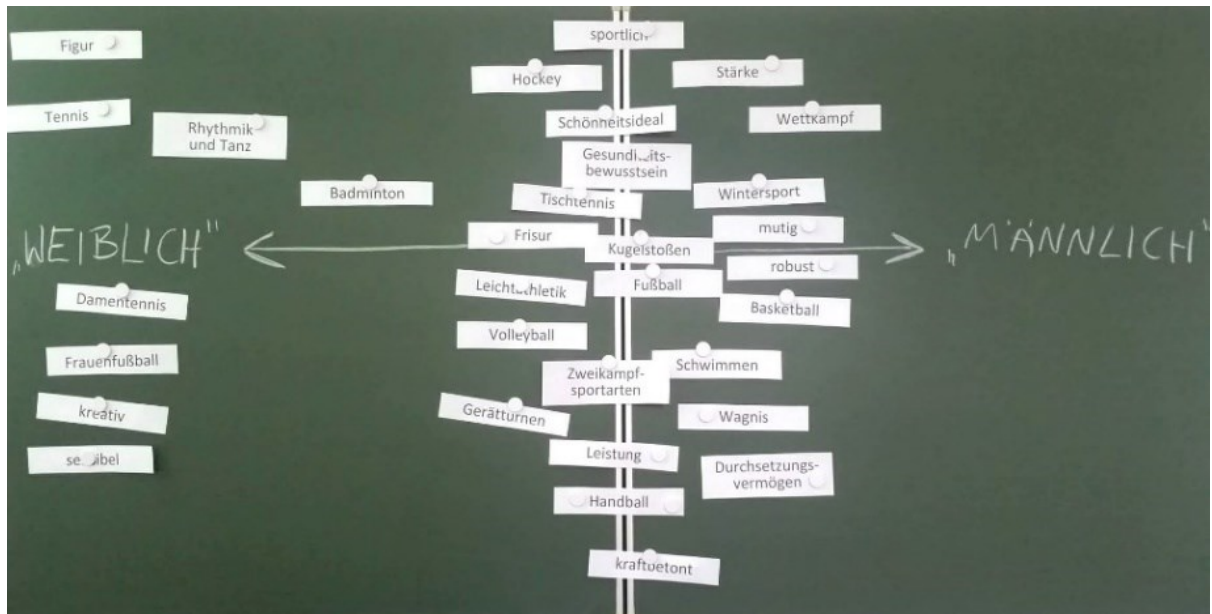 sportlich
Figur
Hockey
Stärke
Tennis
Rhythmik
und Tanz
Schönheitsideal
Wettkampf
Gesundheits-
bewusstsein
Badminton
Tischtennis
Wintersport
Frisur
mutig
Kugelstoßen
„WEIBLICH"
„MÄNNLICH"
robust
Damentennis
Leichtathletik
Fußball
Basketball
Volleyball
Frauenfußball
Zweikampf-
sportarten
Schwimmen
kreativ
Gerätturnen
Wagnis
sensibel
Leistung
Durchsetzungs-
vermögen
Handball
kraftbetont